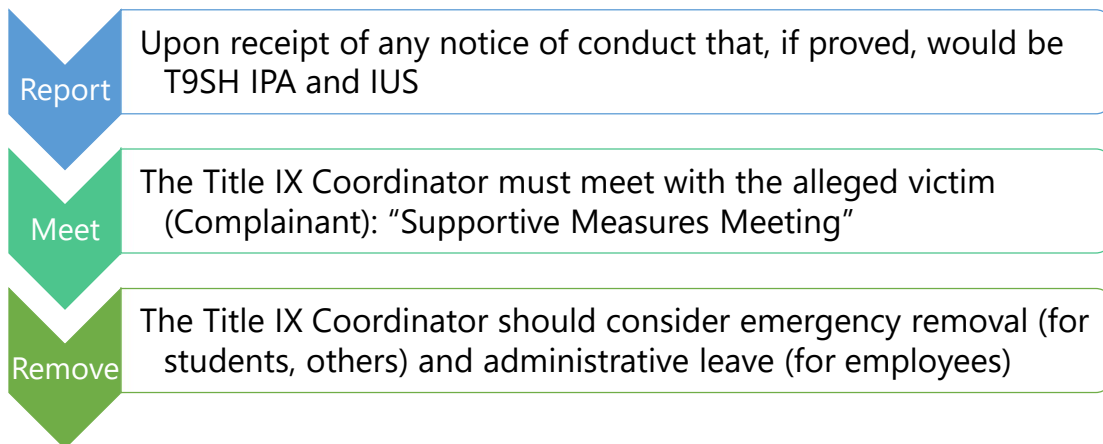 Report
Upon receipt of any notice of conduct that, if proved, would be
T9SH IPA and IUS
Meet
The Title IX Coordinator must meet with the alleged victim
(Complainant): “Supportive Measures Meeting”
Remove
The Title IX Coordinator should consider emergency removal (for
students, others) and administrative leave (for employees)